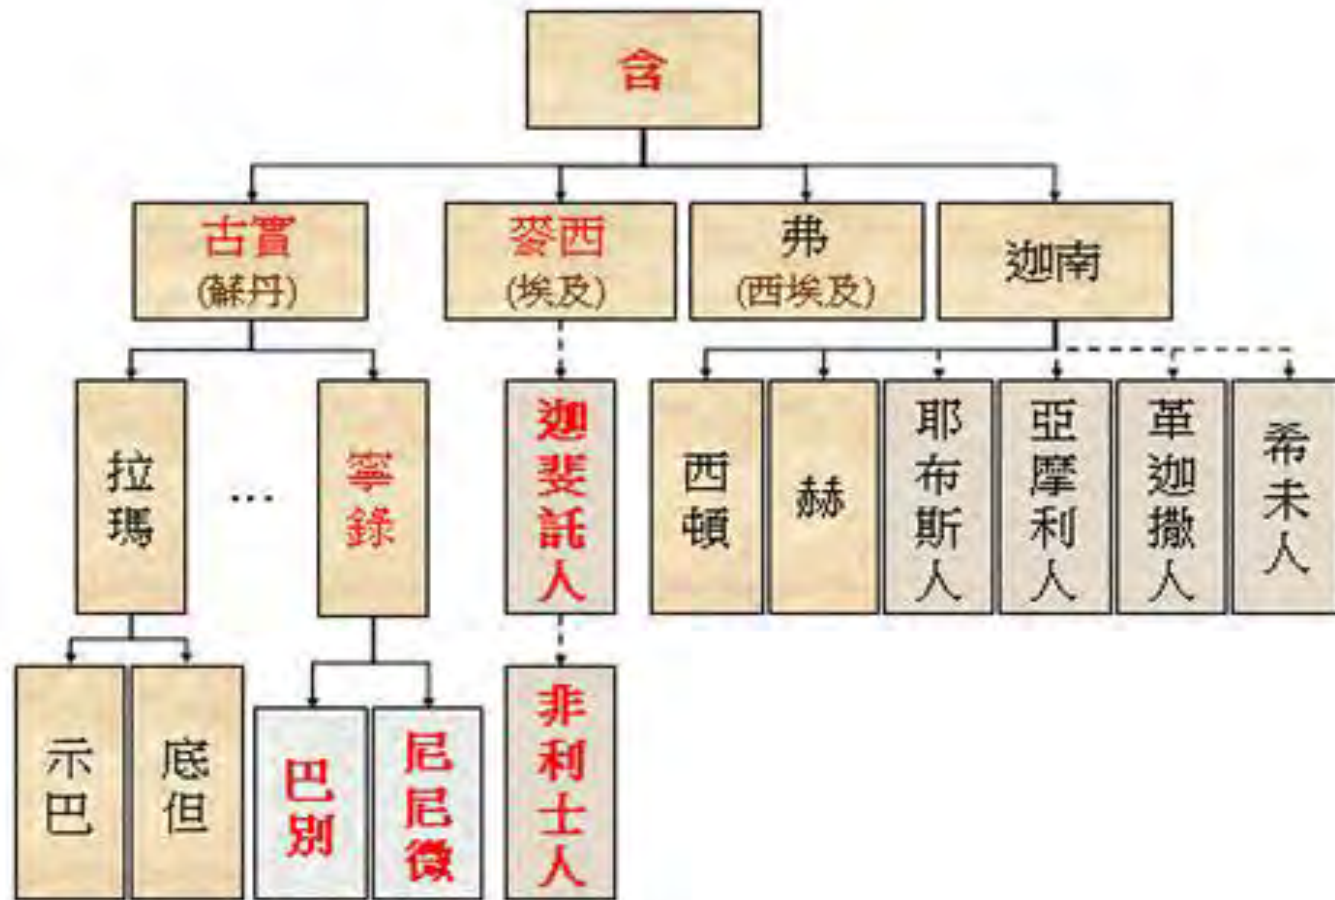 含
古實
(蘇丹)
麥西
(埃及)
弗
(西埃及)
迦南
拉瑪
...
寧錄
迦斐託人
西頓
赫
耶布斯人
亞摩利人
革迦撒人
希未人
示巴
底但
巴別
尼尼微
非利士人